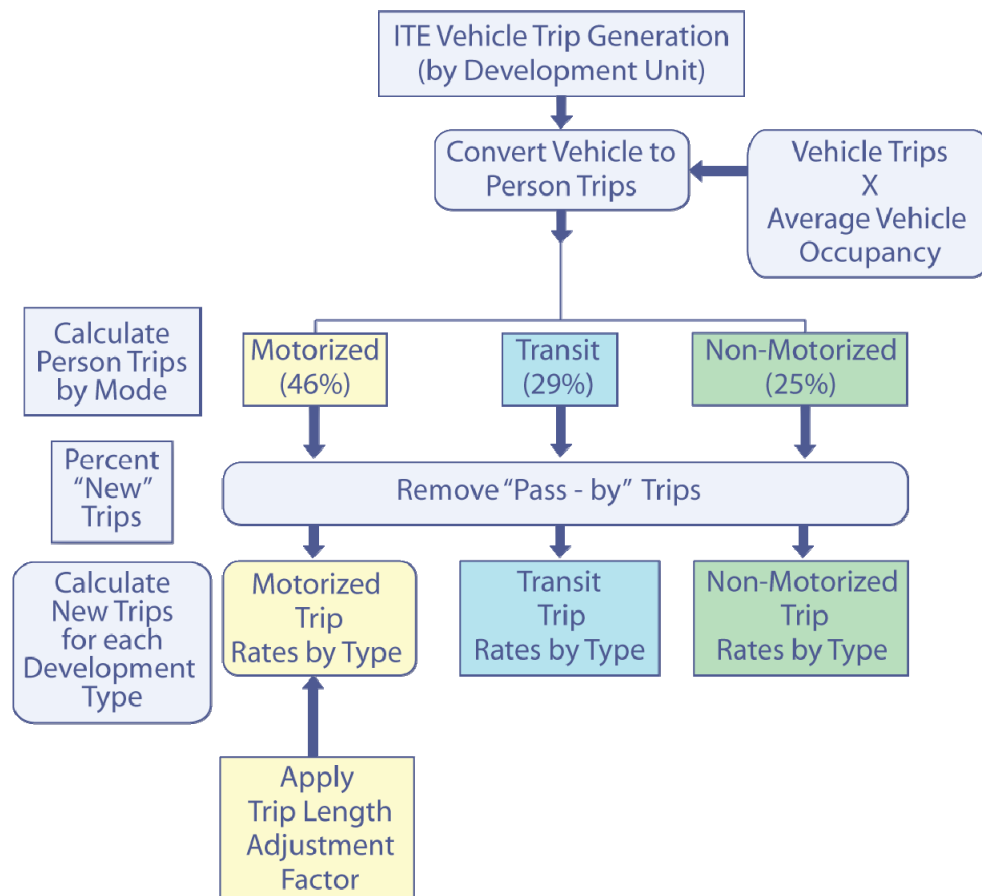 ITE Vehicle Trip Generation
(by Development Unit)
Convert Vehicle to
Person Trips
Vehicle Trips
X
Average Vehicle
Occupancy
Calculate
Person Trips
by Mode
Motorized
(46%)
Transit
(29%)
Non-Motorized
(25%)
Percent
“New”
Trips
Remove “Pass - by” Trips
Calculate
New Trips
for each
Development
Type
Motorized
Trip
Rates by Type
Transit
Trip
Rates by Type
Non-Motorized
Trip
Rates by Type
Apply
Trip Length
Adjustment
Factor